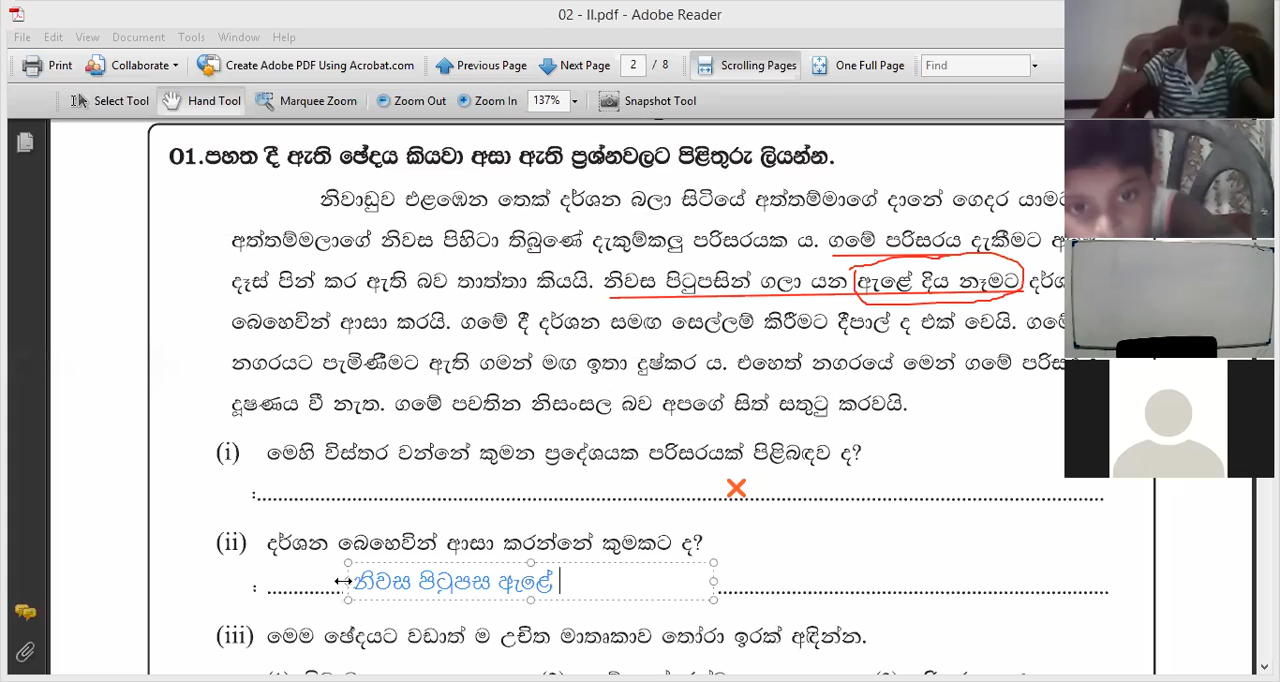 02 - II.pdf - Adobe Reader
File Edit View Document Tools Window Help
Print Collaborate Create Adobe PDF Using Acrobat.com Previous Page Next Page 2 / 8 Scrolling Pages One Full Page Find
Select Tool Hand Tool Marquee Zoom Zoom Out Zoom In 137% Snapshot Tool
01.පහත දී ඇති ඡේදය කියවා අසා ඇති ප්‍රශ්නවලට පිළිතුරු ලියන්න.
නිවාඩුව එළඹෙන තෙක් දර්ශන බලා සිටියේ අත්තම්මාගේ දානේ ගෙදර
අත්තම්මලාගේ නිවස පිහිටා තිබුණේ දැකුම්කලු පරිසරයක ය. ගමේ පරිසරය දැකීමට
දෑස් පින් කර ඇති බව තාත්තා කියයි. නිවස පිටුපසින් ගලා යන ඇළේ දිය නෑමට
බෙහෙවින් ආසා කරයි. ගමේ දී දර්ශන සමඟ සෙල්ලම් කිරීමට දීපාල් ද එක් වෙයි.
නගරයට පැමිණීමට ඇති ගමන් මඟ ඉතා දුෂ්කර ය. එහෙත් නගරයේ මෙන් ගමේ
දූෂණය වී නැත. ගමේ පවතින නිසංසල බව අපගේ සිත් සතුටු කරවයි.
(i) මෙහි විස්තර වන්නේ කුමන ප්‍රදේශයක පරිසරයක් පිළිබඳව ද?
(ii) දර්ශන බෙහෙවින් ආසා කරන්නේ කුමකට ද?
නිවස පිටුපස ඇළේ
(iii) මෙම ඡේදයට වඩාත් ම උචිත මාතෘකාව තෝරා ඉරක් අඳින්න.